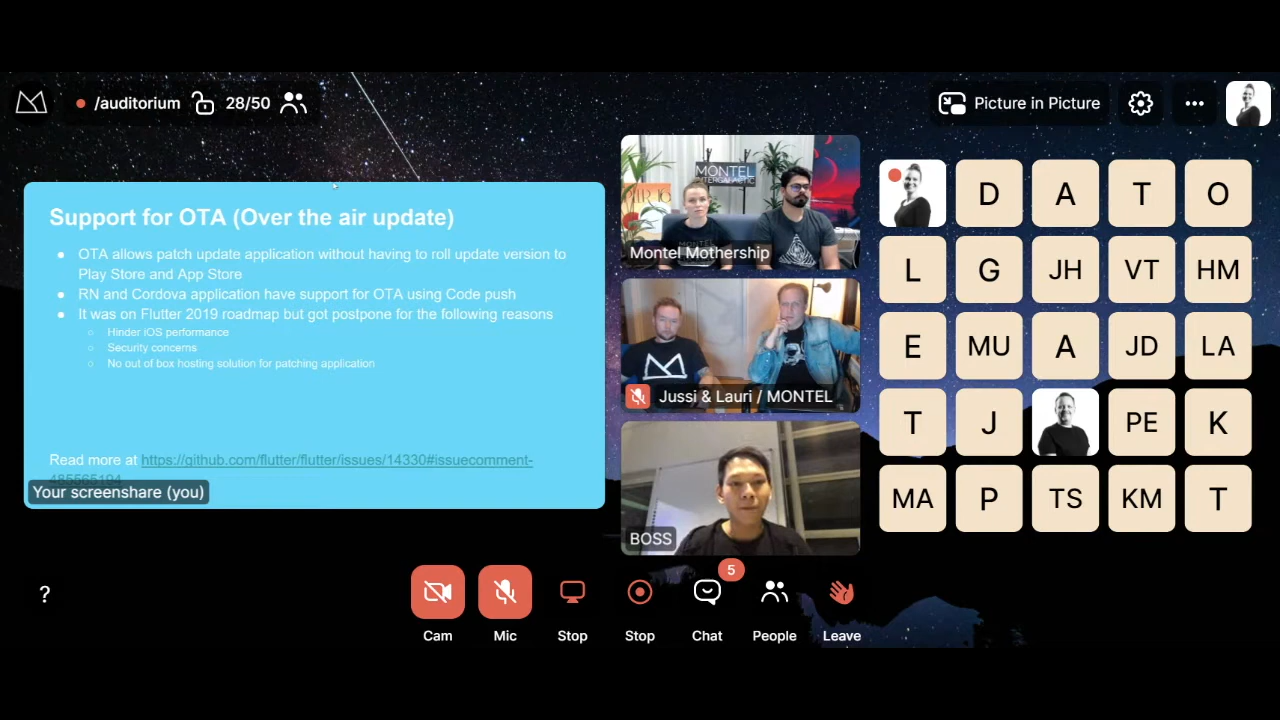 /auditorium
28/50
Picture in Picture
Support for OTA (Over the air update)
OTA allows patch update application without having to roll update version to
Play Store and App Store
RN and Cordova application have support for OTA using Code push
It was on Flutter 2019 roadmap but got postpone for the following reasons
Hinder iOS performance
Security concerns
No out of box hosting solution for patching application
Read more at https://github.com/flutter/flutter/issues/14330#issuecomment-
485565194
Your screenshare (you)
MONTEL
INTERGALACTIC
MONTEL
Montel Mothership
Jussi & Lauri / MONTEL
BOSS
D A T O
L G JH VT HM
E MU A JD LA
T J PE K
MA P TS KM T
5
?
Cam Mic Stop Stop Chat People Leave